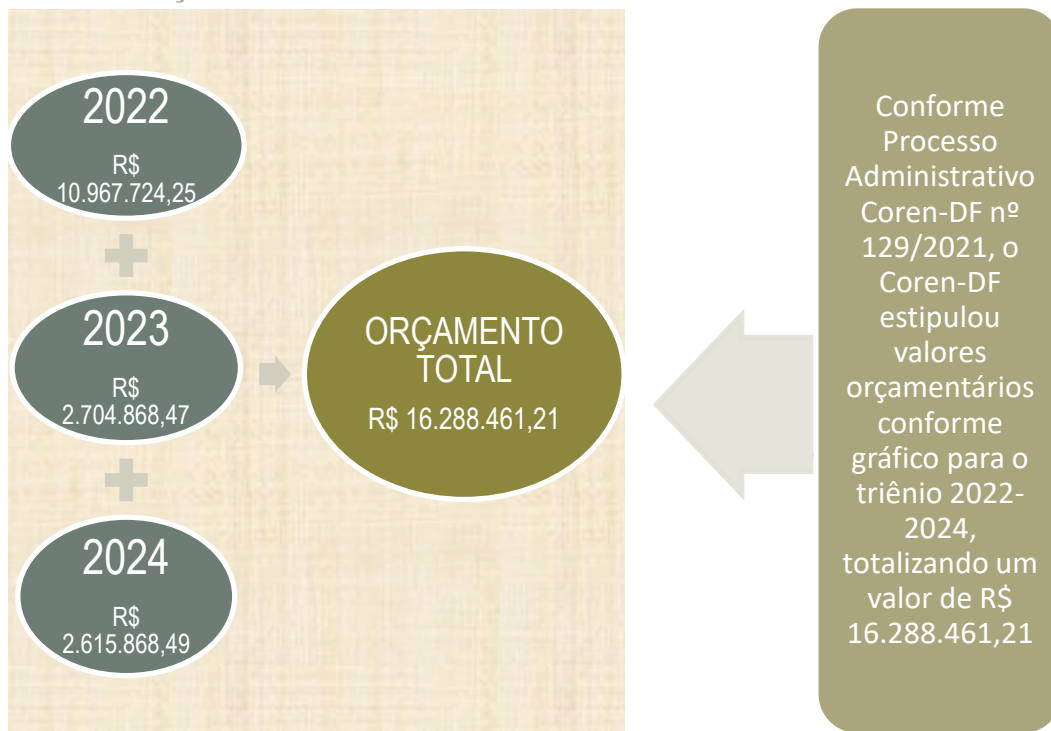 2022
R$
10.967.724,25
2023
R$
2.704.868,47
2024
R$
2.615.868,49
ORÇAMENTO
TOTAL
R$ 16.288.461,21
Conforme
Processo
Administrativo
Coren-DF nº
129/2021, o
Coren-DF
estipulou
valores
orçamentários
conforme
gráfico para o
triênio 2022-
2024,
totalizando um
valor de R$
16.288.461,21